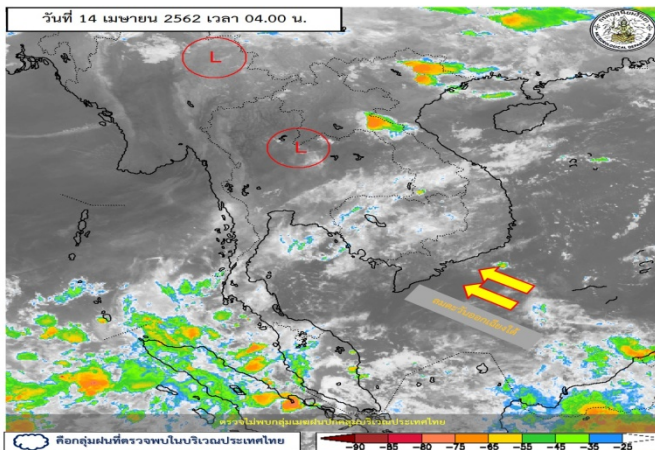 วันที่ 14 เมษายน 2562 เวลา 04.00 น.
L
L
ลมตะวันออกเฉียงใต้
ตรวจไม่พบกลุ่มเมฆฝนปกคลุมบริเวณประเทศไทย
คือกลุ่มฝนที่ตรวจพบในบริเวณประเทศไทย
-90 -85 -80 -75 -65 -55 -45 -35 -25